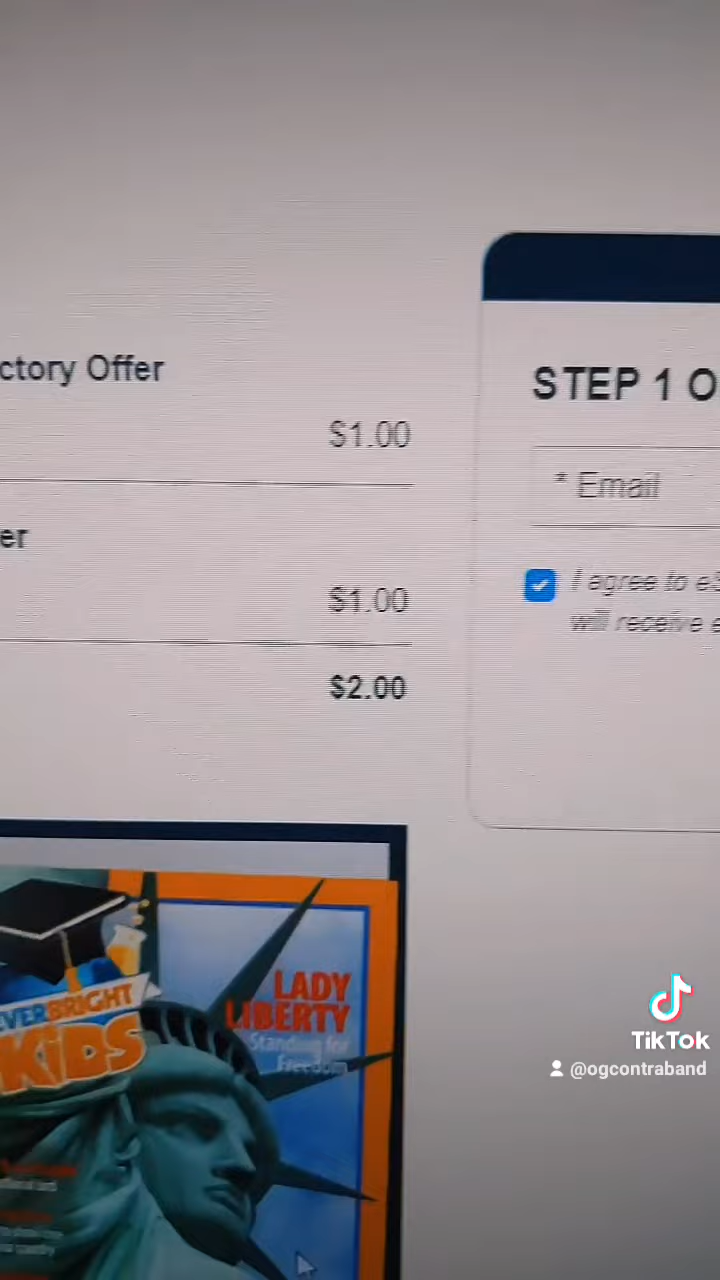 ctory Offer
$1.00
er
$1.00
$2.00
STEP 1 O
* Email
I agree to eS
will receive e
EVERBRIGHT
KiDS
LADY
LIBERTY
Standing for
Freedom
TikTok
@ogcontraband